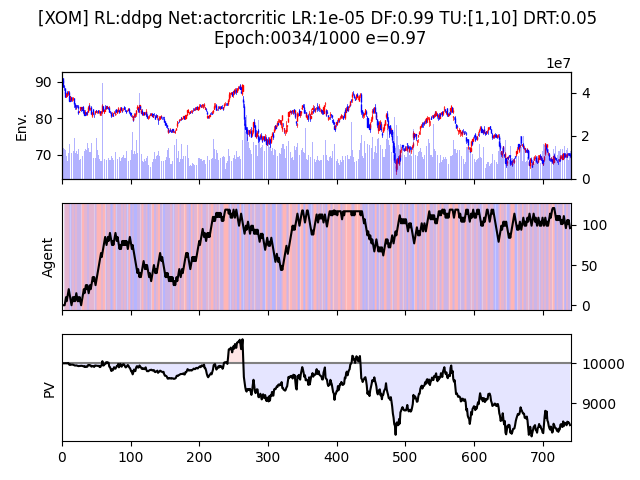 [XOM] RL:ddpg Net:actorcritic LR:1e-05 DF:0.99 TU:[1,10] DRT:0.05
Epoch:0034/1000 e=0.97
1e7
90
80
70
Env.
4
2
0
Agent
100
50
0
PV
10000
9000
0 100 200 300 400 500 600 700